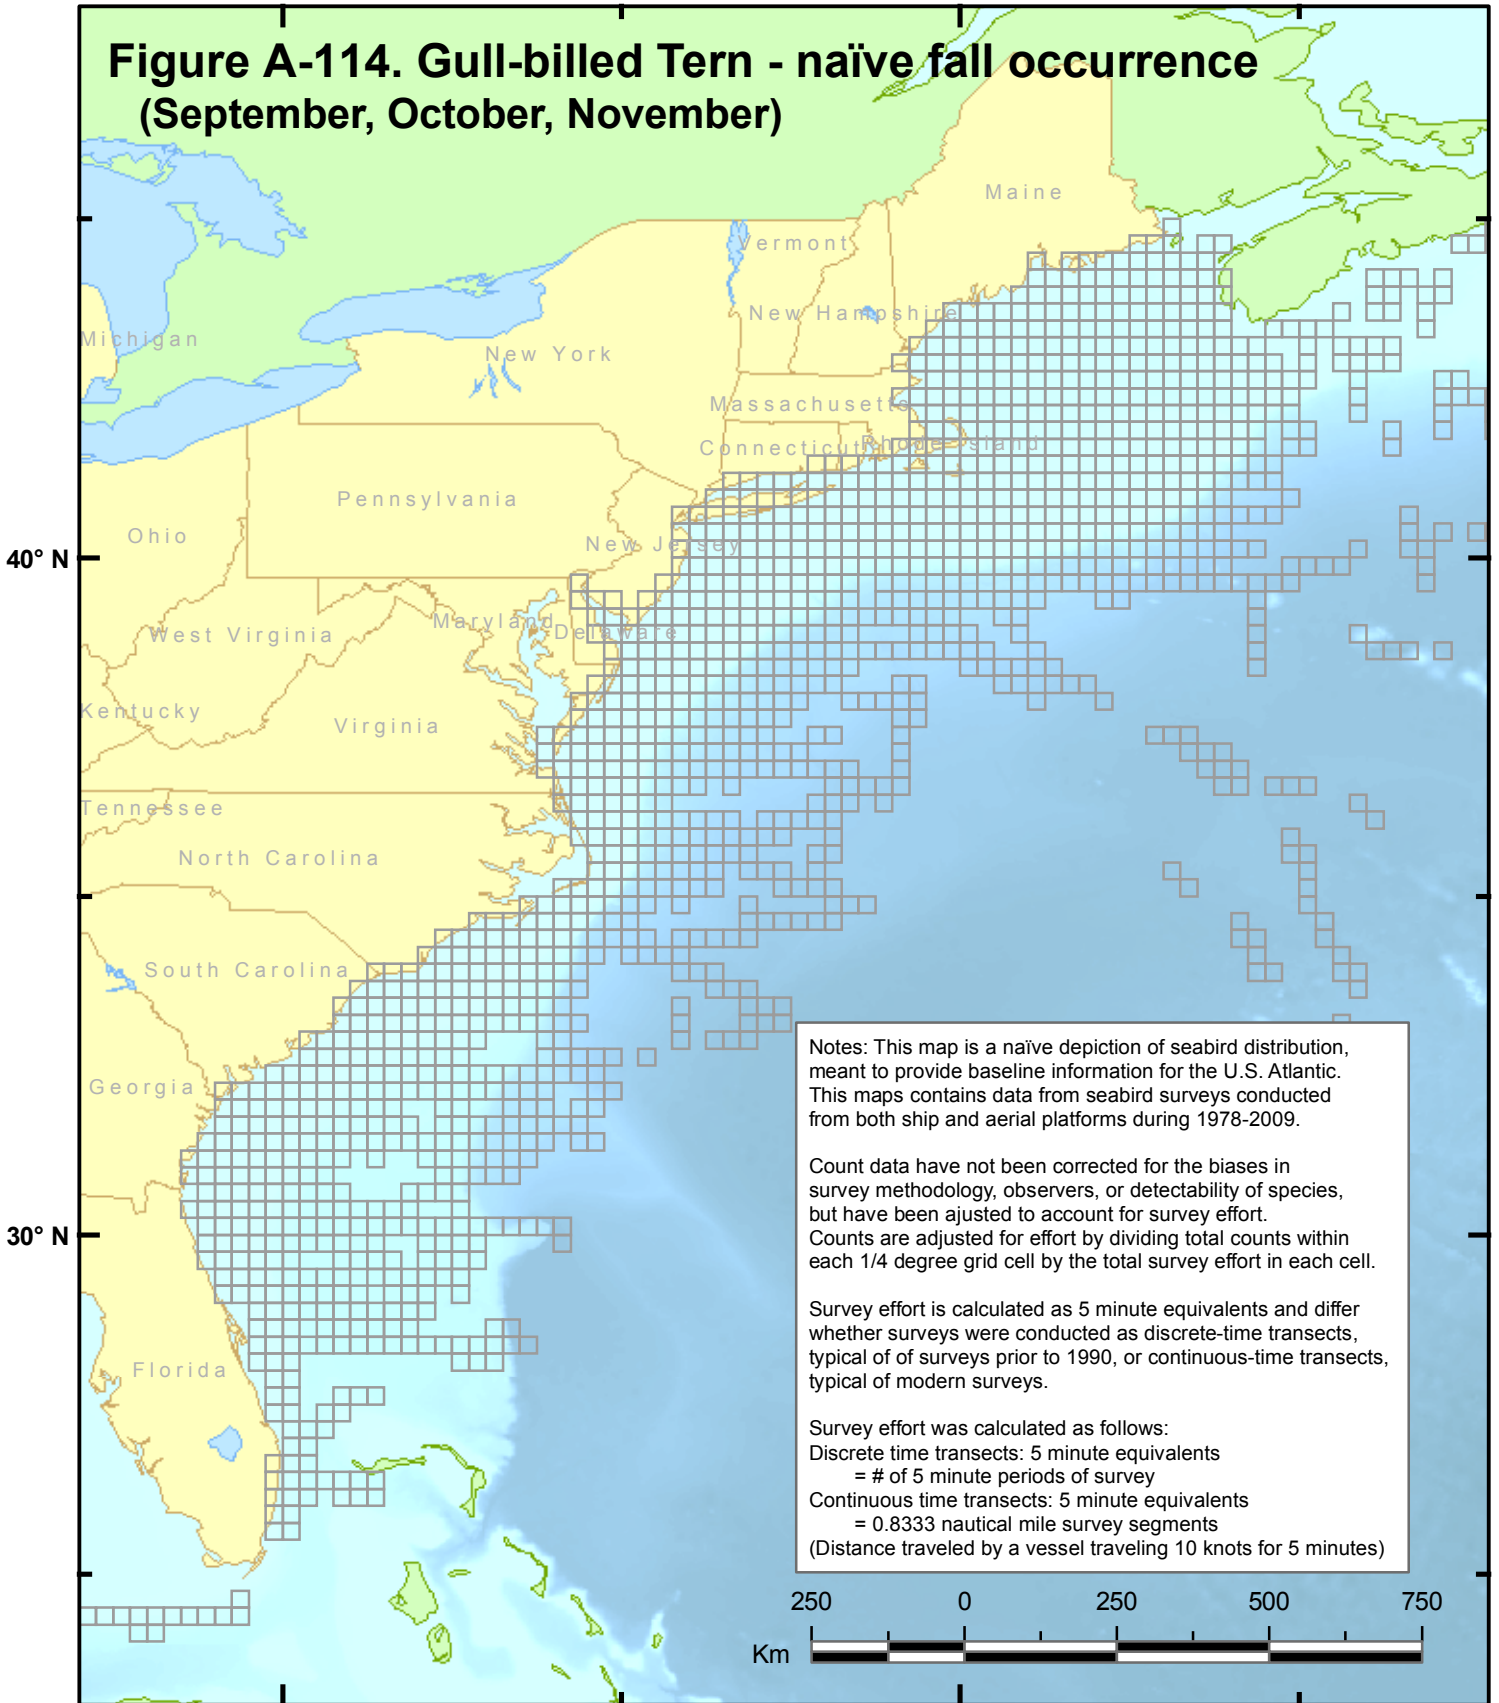 Figure A-114. Gull-billed Tern - naïve fall occurrence
(September, October, November)
Maine
Vermont
New Hampshire
Michigan
New York
Massachusetts
Connecticut
Rhode Island
Pennsylvania
Ohio
New Jersey
40° N
West Virginia
Maryland
Delaware
Kentucky
Virginia
Tennessee
North Carolina
South Carolina
Georgia
30° N
Florida
Notes: This map is a naïve depiction of seabird distribution,
meant to provide baseline information for the U.S. Atlantic.
This maps contains data from seabird surveys conducted
from both ship and aerial platforms during 1978-2009.
Count data have not been corrected for the biases in
survey methodology, observers, or detectability of species,
but have been ajusted to account for survey effort.
Counts are adjusted for effort by dividing total counts within
each 1/4 degree grid cell by the total survey effort in each cell.
Survey effort is calculated as 5 minute equivalents and differ
whether surveys were conducted as discrete-time transects,
typical of of surveys prior to 1990, or continuous-time transects,
typical of modern surveys.
Survey effort was calculated as follows:
Discrete time transects: 5 minute equivalents
= # of 5 minute periods of survey
Continuous time transects: 5 minute equivalents
= 0.8333 nautical mile survey segments
(Distance traveled by a vessel traveling 10 knots for 5 minutes)
250 0 250 500 750
Km